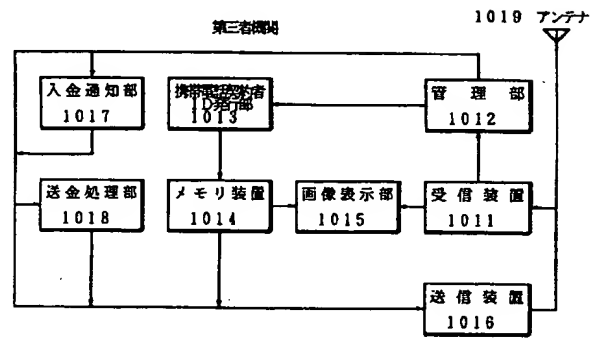 1019 アンテナ
第三者機関
入金通知部
1017
携帯電話契約者
ID発行部
1013
管理部
1012
送金処理部
1018
メモリ装置
1014
画像表示部
1015
受信装置
1011
送信装置
1016